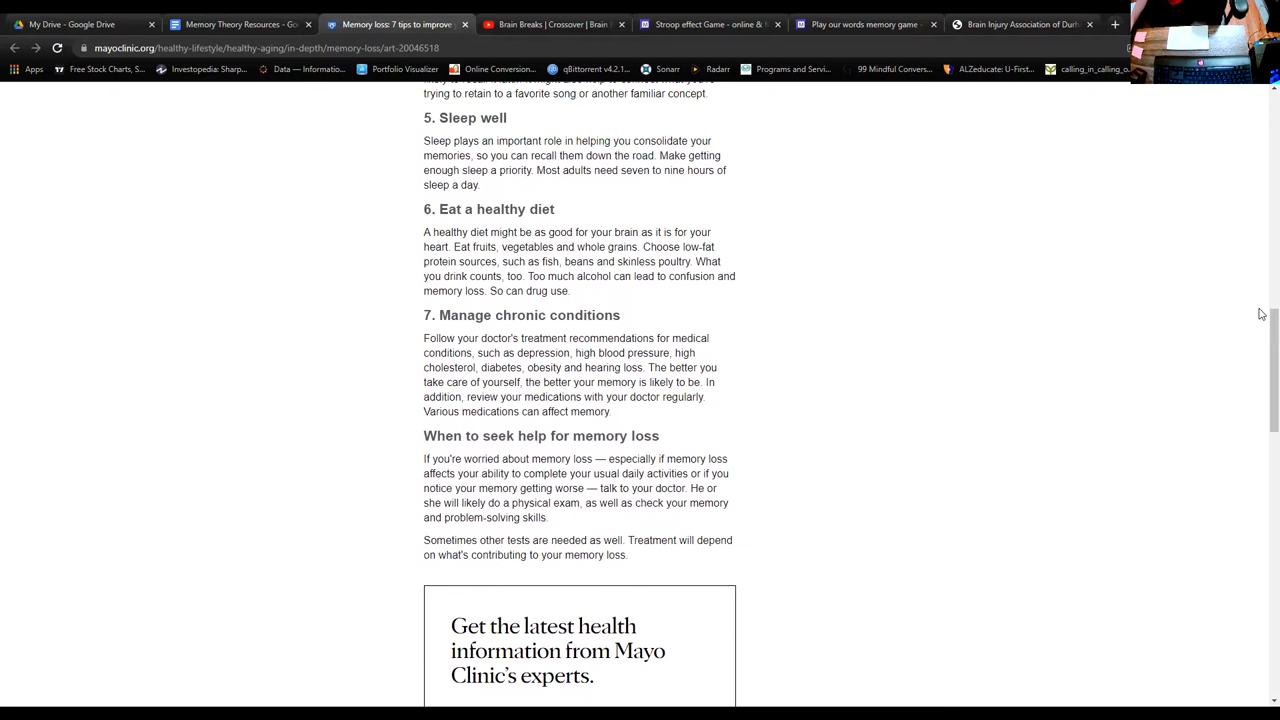 My Drive - Google Drive
Memory Theory Resources - Go
Memory loss: 7 tips to improve y
Brain Breaks | Crossover | Brain
Stroop effect Game - online & M
Play our words memory game -
Brain Injury Association of Durh
mayoclinic.org/healthy-lifestyle/healthy-aging/in-depth/memory-loss/art-20046518
Apps
Free Stock Charts, S...
Investopedia: Sharp...
Data — Informatio...
Portfolio Visualizer
Online Conversion...
qBittorrent v4.2.1...
Sonarr
Radarr
Programs and Servi...
99 Mindful Convers...
ALZeducate: U-First...
calling_in_calling_o...
trying to retain to a favorite song or another familiar concept.
5. Sleep well
Sleep plays an important role in helping you consolidate your
memories, so you can recall them down the road. Make getting
enough sleep a priority. Most adults need seven to nine hours of
sleep a day.
6. Eat a healthy diet
A healthy diet might be as good for your brain as it is for your
heart. Eat fruits, vegetables and whole grains. Choose low-fat
protein sources, such as fish, beans and skinless poultry. What
you drink counts, too. Too much alcohol can lead to confusion and
memory loss. So can drug use.
7. Manage chronic conditions
Follow your doctor's treatment recommendations for medical
conditions, such as depression, high blood pressure, high
cholesterol, diabetes, obesity and hearing loss. The better you
take care of yourself, the better your memory is likely to be. In
addition, review your medications with your doctor regularly.
Various medications can affect memory.
When to seek help for memory loss
If you're worried about memory loss — especially if memory loss
affects your ability to complete your usual daily activities or if you
notice your memory getting worse — talk to your doctor. He or
she will likely do a physical exam, as well as check your memory
and problem-solving skills.
Sometimes other tests are needed as well. Treatment will depend
on what's contributing to your memory loss.
Get the latest health
information from Mayo
Clinic's experts.